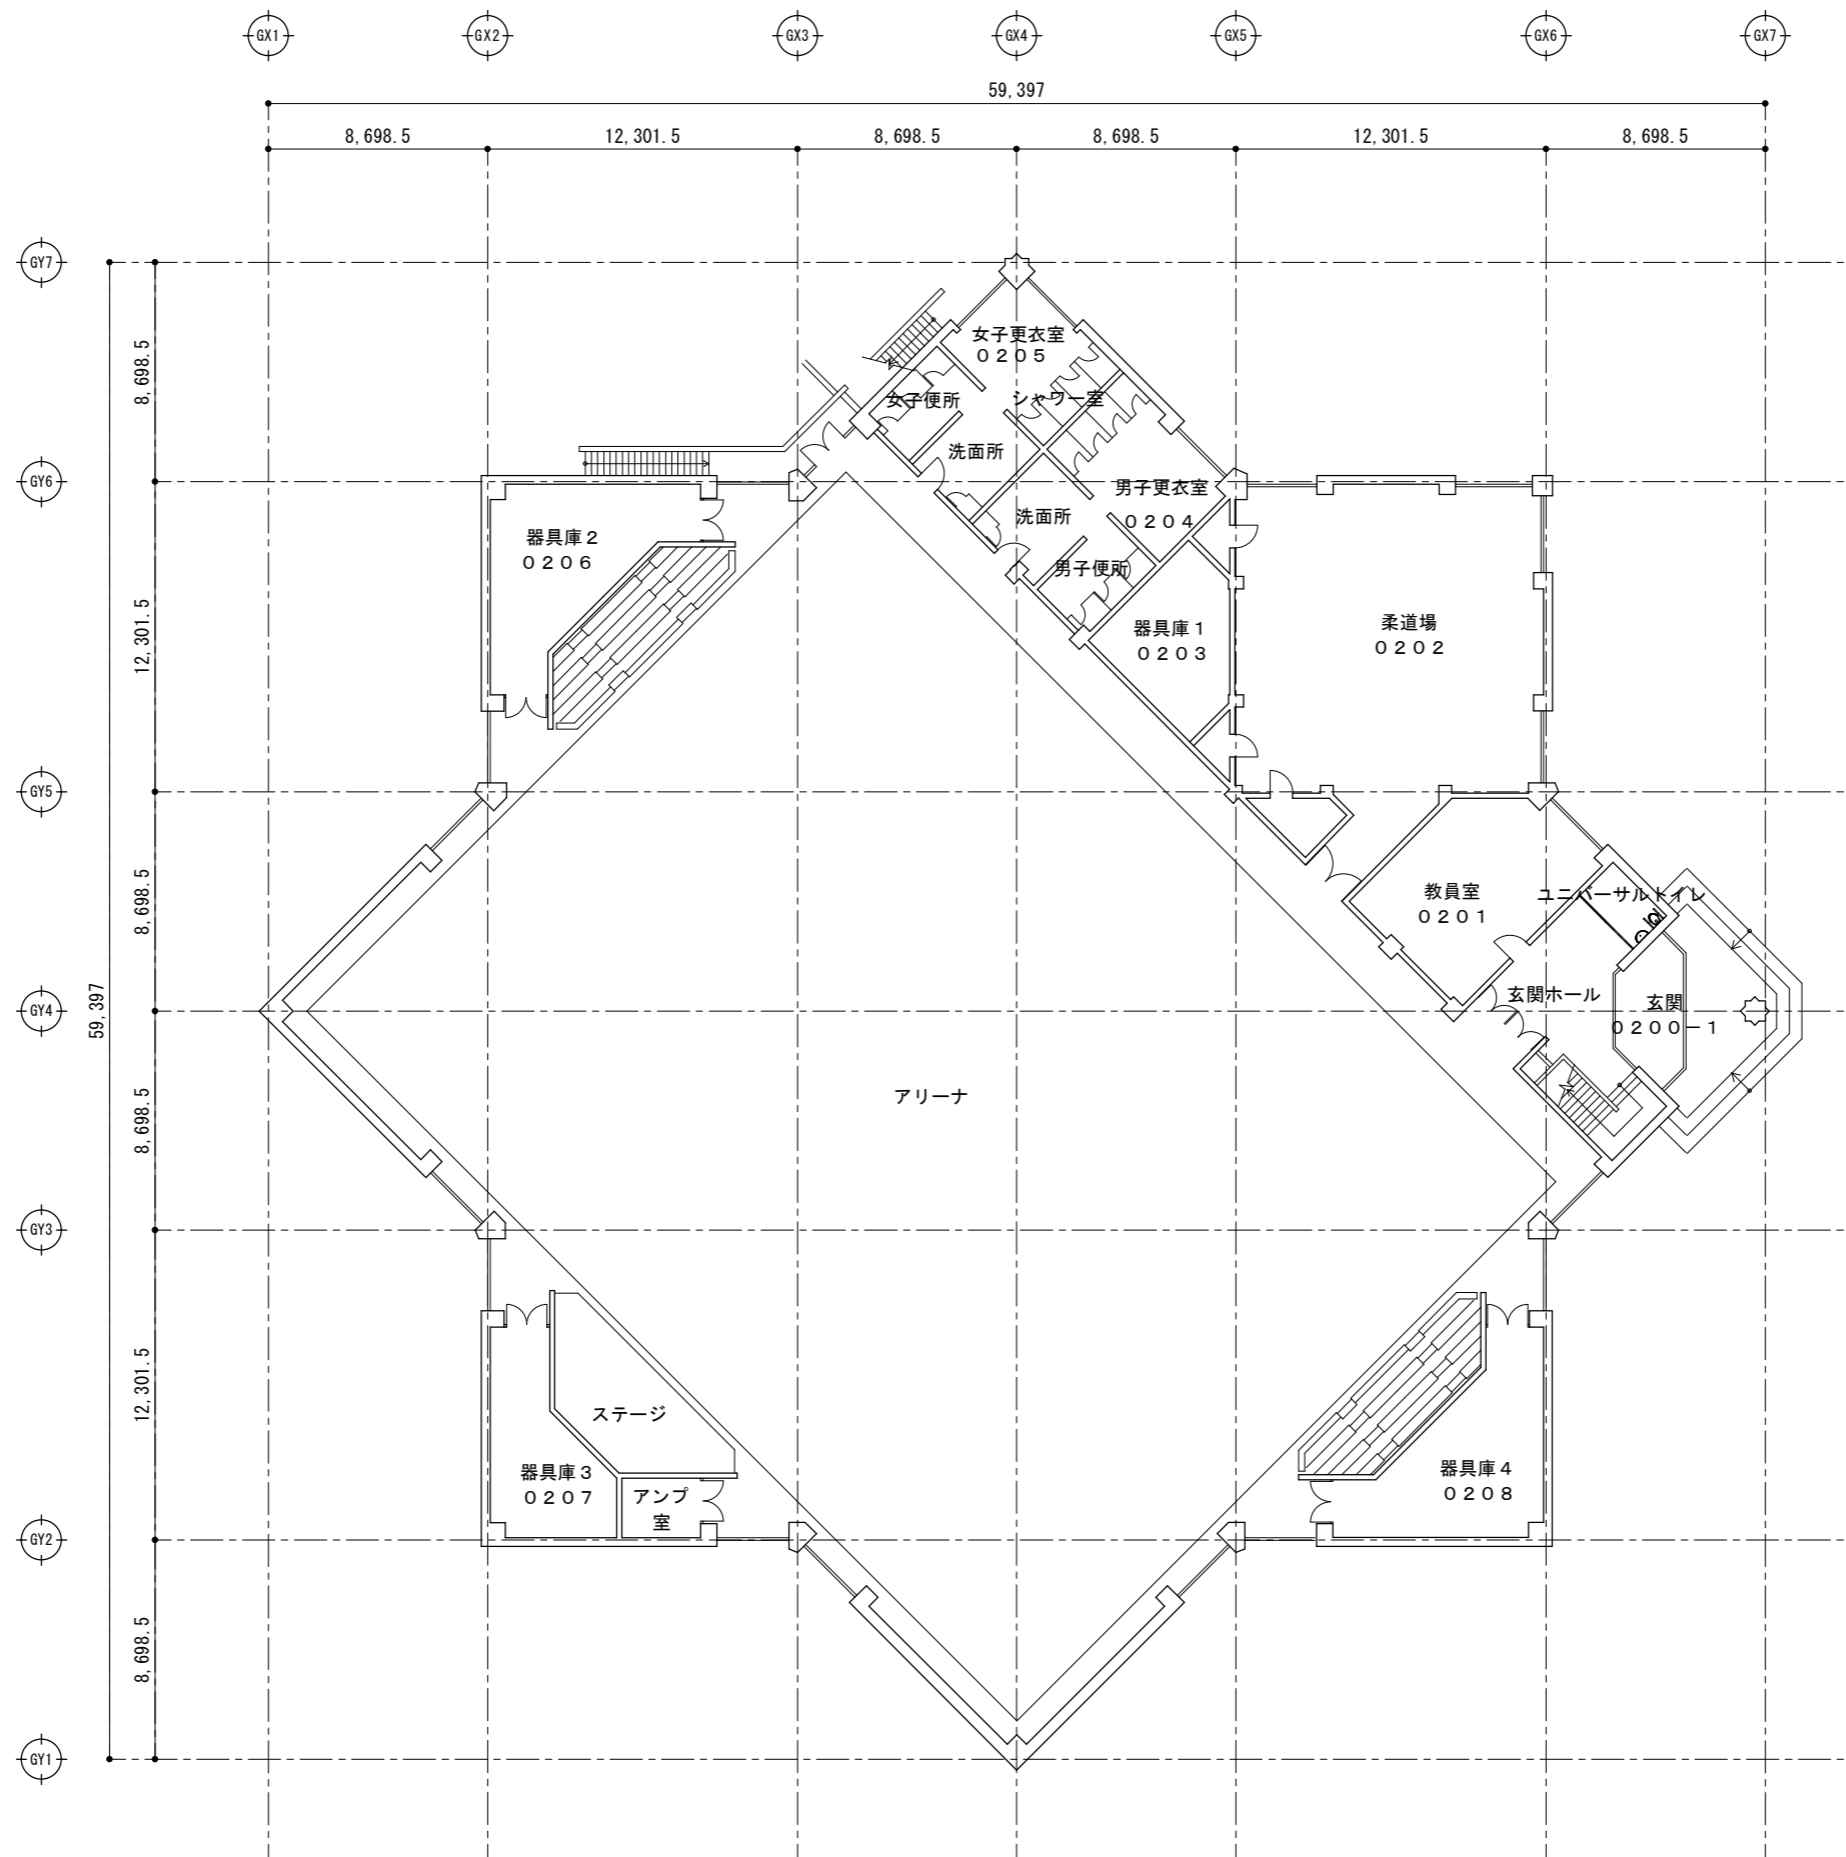 GX1 GX2 GX3 GX4 GX5 GX6 GX7
59,397
8,698.5 12,301.5 8,698.5 8,698.5 12,301.5 8,698.5
GY7
GY6
GY5
GY4
GY3
GY2
GY1
59,397
8,698.5
12,301.5
8,698.5
8,698.5
12,301.5
8,698.5
女子更衣室
0205
女子便所
シャワー室
洗面所
男子更衣室
0204
洗面所
男子便所
器具庫2
0206
器具庫1
0203
柔道場
0202
教員室
0201
ユニバーサルトイレ
玄関ホール
玄関
0200-1
アリーナ
ステージ
器具庫3
0207
アンプ
室
器具庫4
0208